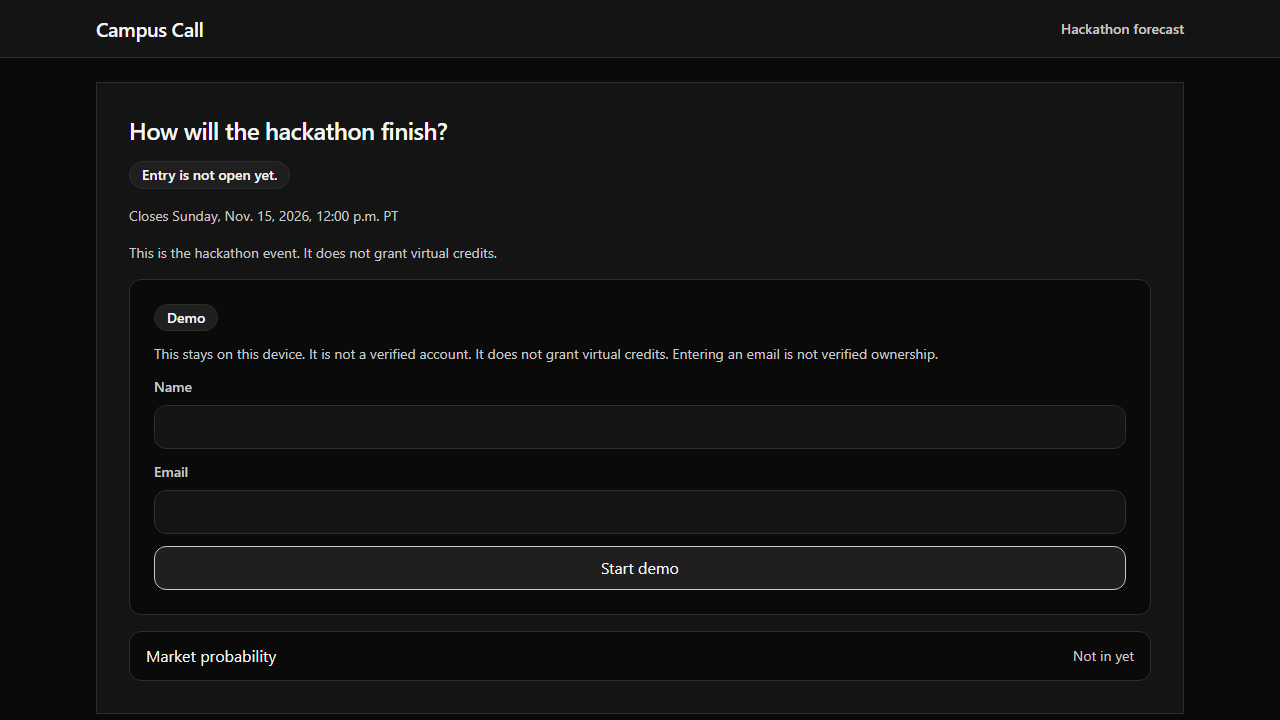 Campus Call
Hackathon forecast
How will the hackathon finish?
Entry is not open yet.
Closes Sunday, Nov. 15, 2026, 12:00 p.m. PT
This is the hackathon event. It does not grant virtual credits.
Demo
This stays on this device. It is not a verified account. It does not grant virtual credits. Entering an email is not verified ownership.
Name
Email
Start demo
Market probability
Not in yet